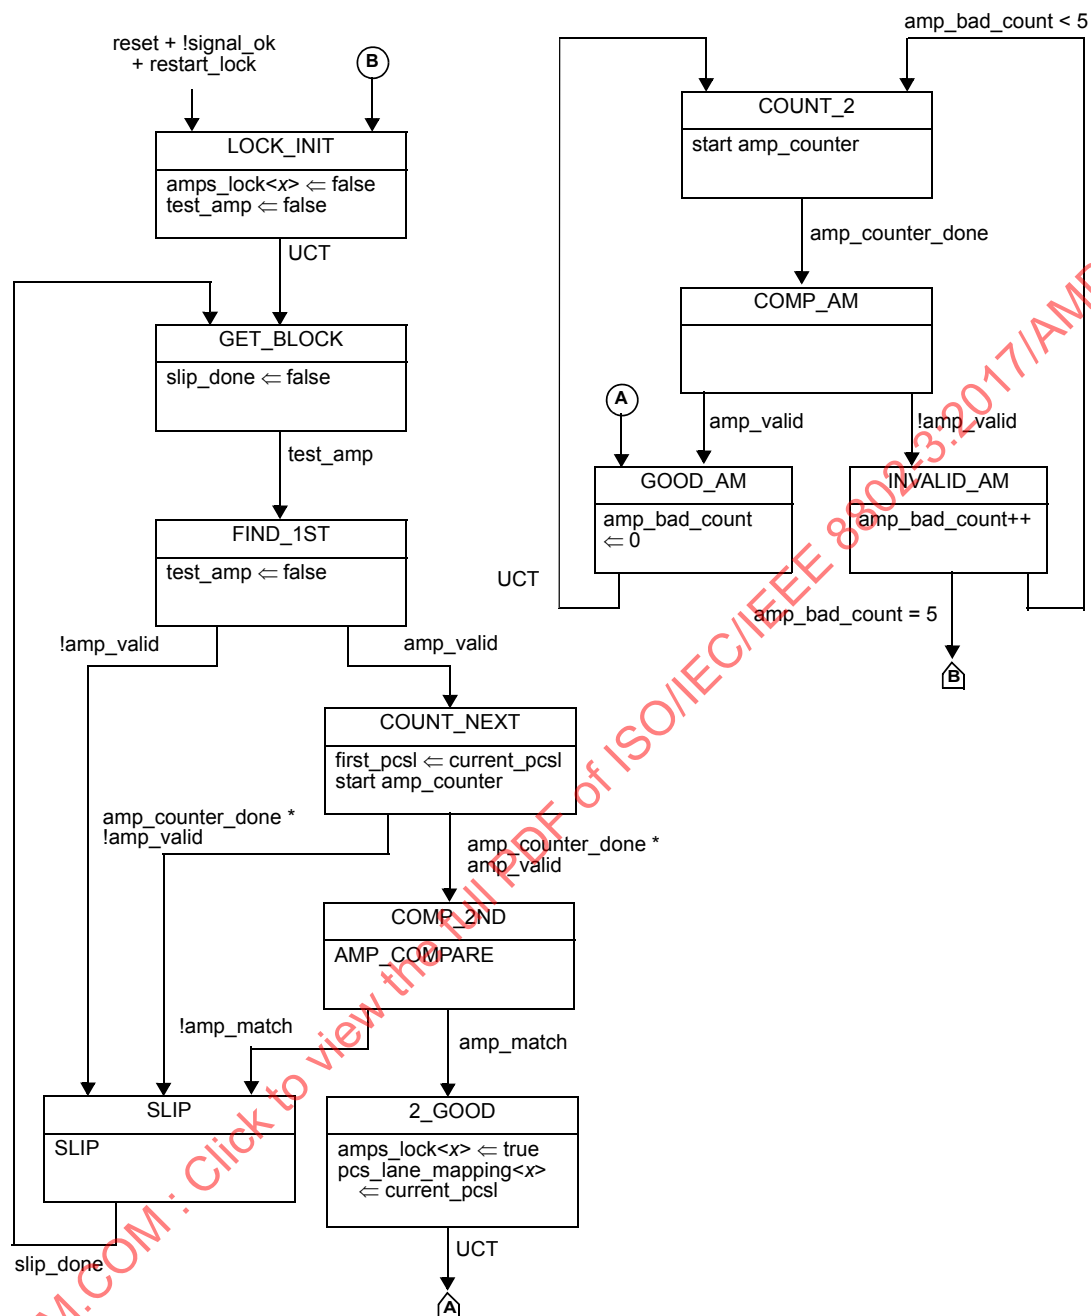 reset + !signal_ok
+ restart_lock
B
LOCK_INIT
amps_lock<x> ⇐ false
test_amp ⇐ false
UCT
GET_BLOCK
slip_done ⇐ false
test_amp
FIND_1ST
test_amp ⇐ false
!amp_valid
amp_valid
COUNT_NEXT
first_pcsl ⇐ current_pcsl
start amp_counter
amp_counter_done *
!amp_valid
amp_counter_done *
amp_valid
COMP_2ND
AMP_COMPARE
!amp_match
amp_match
SLIP
SLIP
slip_done
2_GOOD
amps_lock<x> ⇐ true
pcs_lane_mapping<x>
⇐ current_pcsl
UCT
A
amp_bad_count < 5
COUNT_2
start amp_counter
amp_counter_done
COMP_AM
A
amp_valid
!amp_valid
GOOD_AM
amp_bad_count
⇐ 0
UCT
INVALID_AM
amp_bad_count++
amp_bad_count = 5
B
M.COM : Click to view the full PDF of ISO/IEC/IEEE 8802-3:2017/AMD